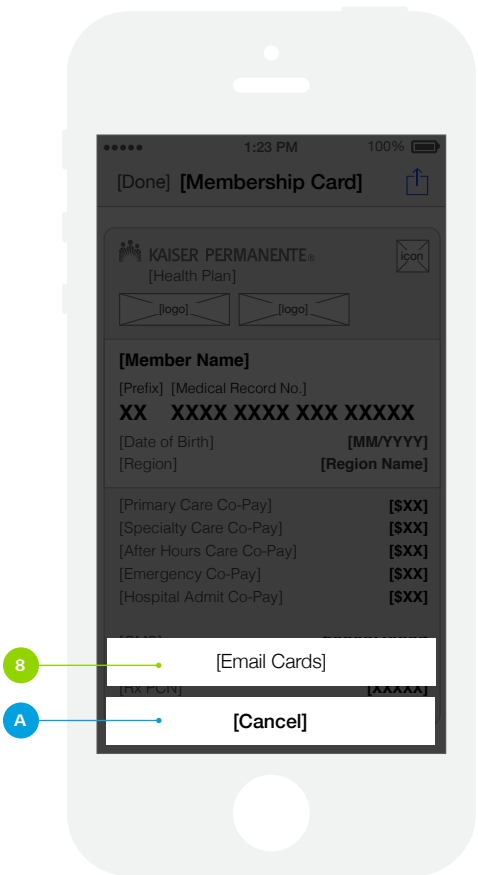 1:23 PM 100%
[Done] [Membership Card]
KAISER PERMANENTE®
icon
[Health Plan]
[logo] [logo]
[Member Name]
[Prefix] [Medical Record No.]
XX XXXX XXXX XXX XXXXX
[Date of Birth] [MM/YYYY]
[Region] [Region Name]
[Primary Care Co-Pay] [$XX]
[Specialty Care Co-Pay] [$XX]
[After Hours Care Co-Pay] [$XX]
[Emergency Co-Pay] [$XX]
[Hospital Admit Co-Pay] [$XX]
8 [Email Cards]
[Rx PCN] [XXXXX]
A [Cancel]